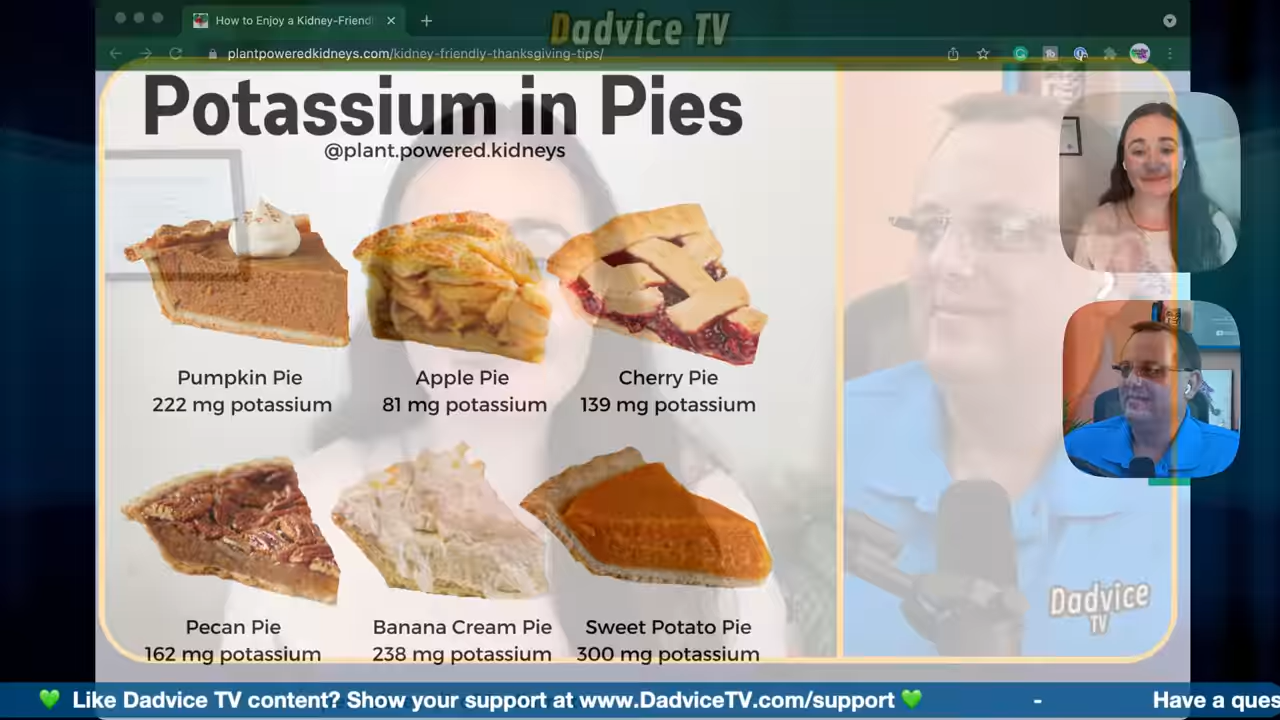 How to Enjoy a Kidney-Friendl
Dadvice TV
plantpoweredkidneys.com/kidney-friendly-thanksgiving-tips/
Potassium in Pies
@plant.powered.kidneys
Pumpkin Pie
222 mg potassium
Apple Pie
81 mg potassium
Cherry Pie
139 mg potassium
Pecan Pie
162 mg potassium
Banana Cream Pie
238 mg potassium
Sweet Potato Pie
300 mg potassium
Dadvice
TV
💚 Like Dadvice TV content? Show your support at www.DadviceTV.com/support 💚 - Have a ques